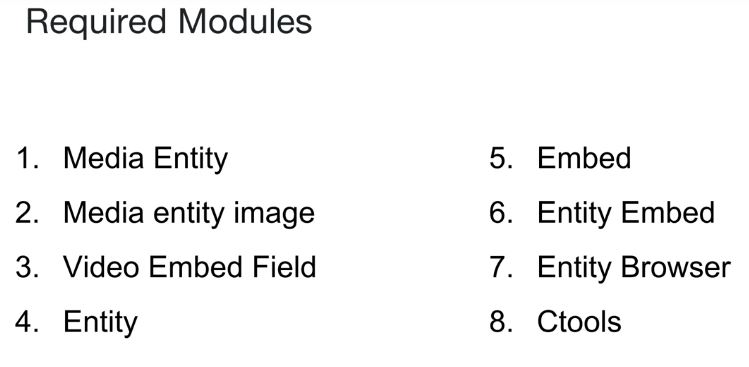 Required Modules
1. Media Entity
2. Media entity image
3. Video Embed Field
4. Entity
5. Embed
6. Entity Embed
7. Entity Browser
8. Ctools